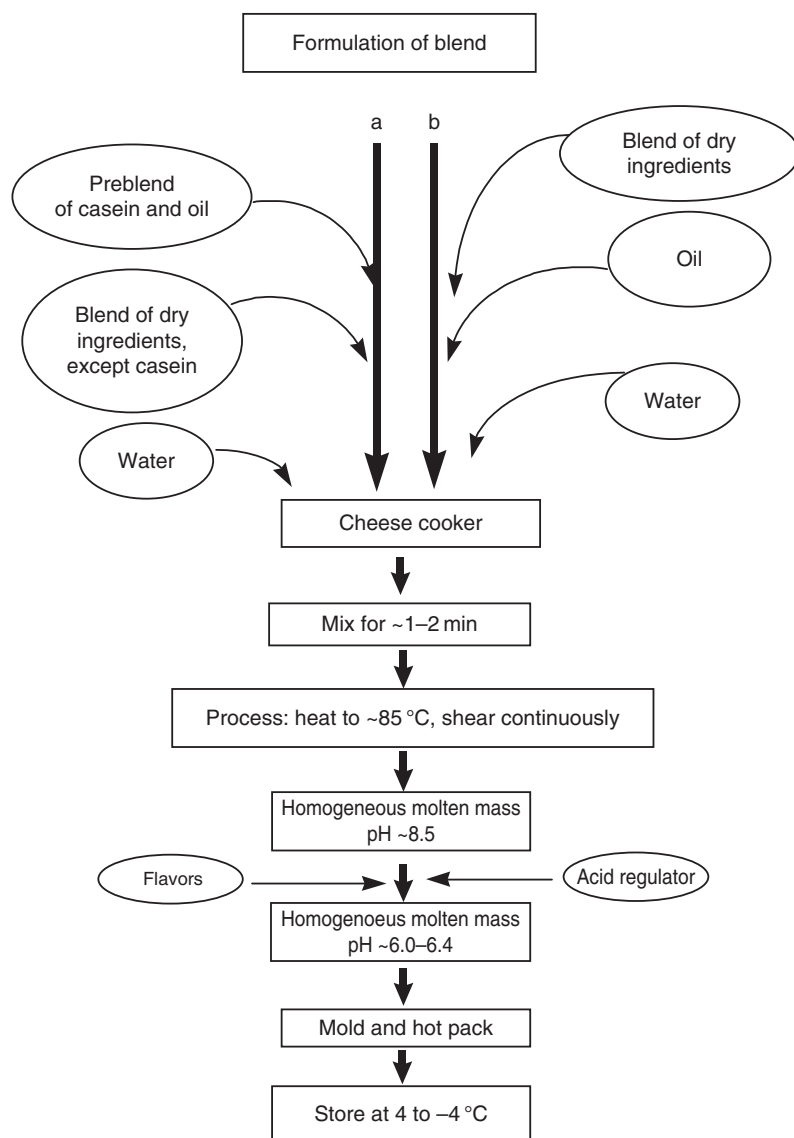 Formulation of blend
a
b
Preblend
of casein and oil
Blend of dry
ingredients
Oil
Blend of dry
ingredients,
except casein
Water
Water
Cheese cooker
Mix for ~1–2 min
Process: heat to ~85 °C, shear continuously
Homogeneous molten mass
pH ~8.5
Flavors
Acid regulator
Homogenoeus molten mass
pH ~6.0–6.4
Mold and hot pack
Store at 4 to –4 °C